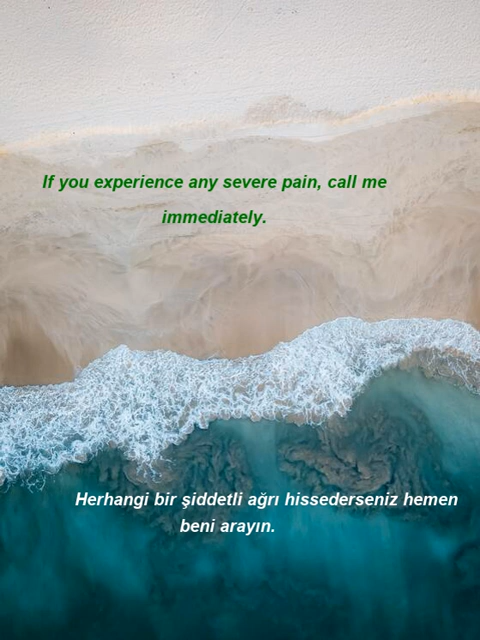 If you experience any severe pain, call me
immediately.
Herhangi bir şiddetli ağrı hissederseniz hemen
beni arayın.